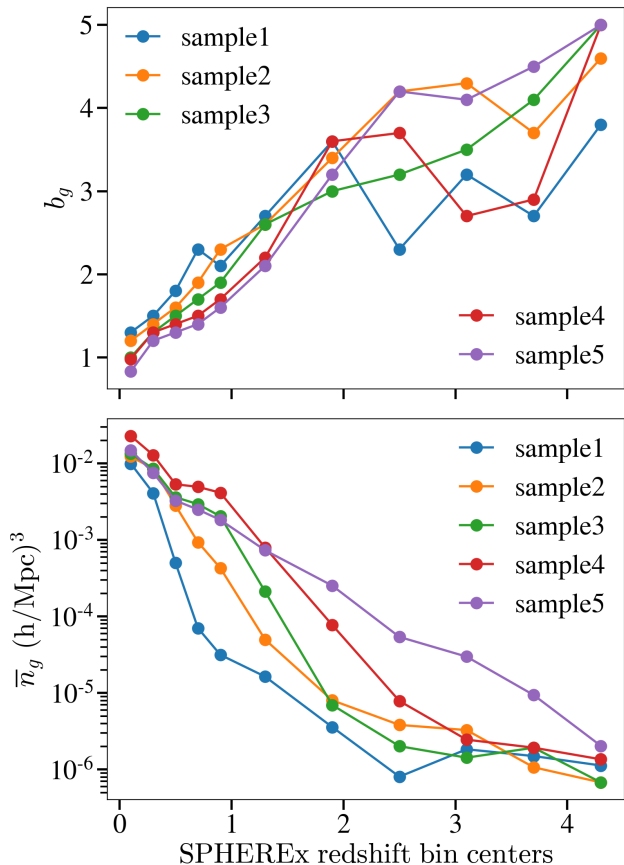 5
4
3
2
1
b_g
sample1
sample2
sample3
sample4
sample5
10^{-2}
10^{-3}
10^{-4}
10^{-5}
10^{-6}
n̅_g (h/Mpc)^3
sample1
sample2
sample3
sample4
sample5
0 1 2 3 4
SPHEREx redshift bin centers